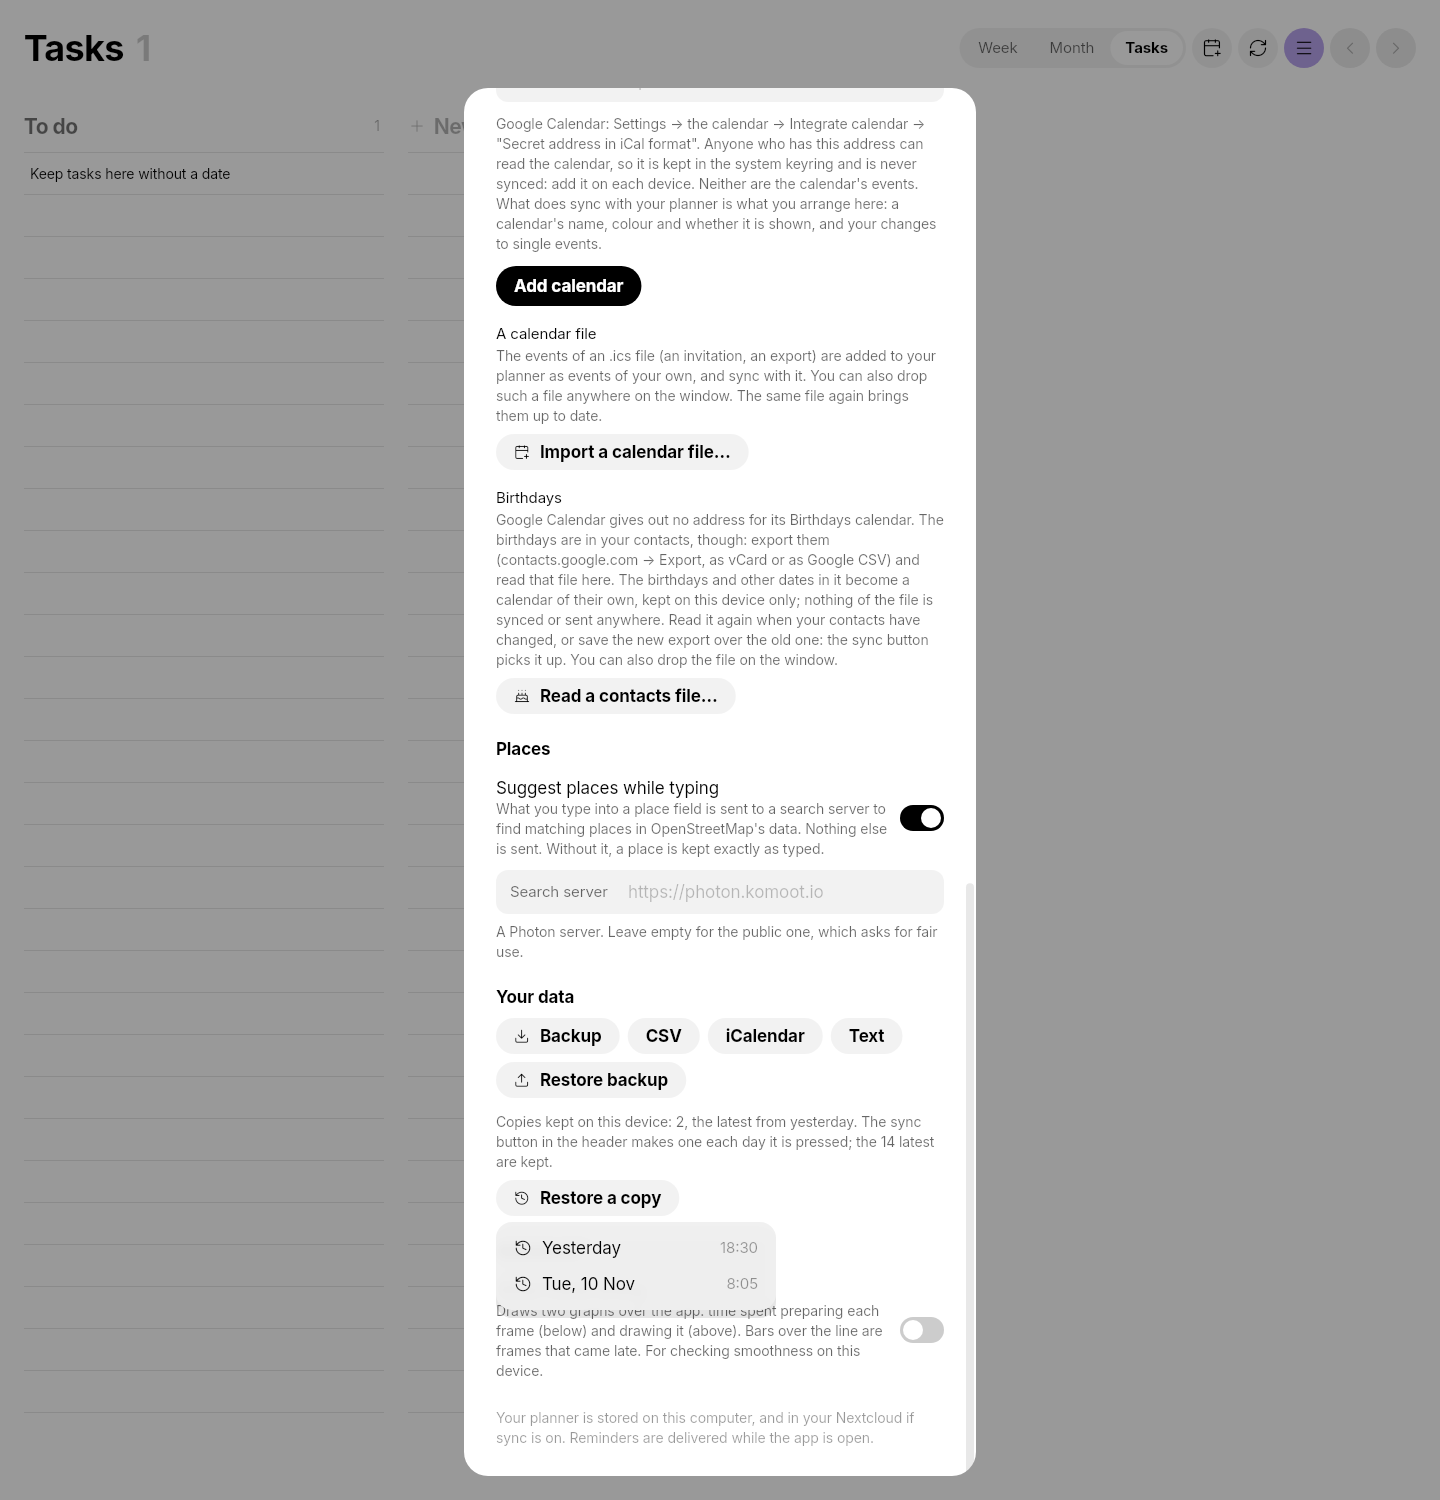 Tasks 1
Week
Month
Tasks
To do
1
Keep tasks here without a date
Google Calendar: Settings → the calendar → Integrate calendar →
"Secret address in iCal format". Anyone who has this address can
read the calendar, so it is kept in the system keyring and is never
synced: add it on each device. Neither are the calendar's events.
What does sync with your planner is what you arrange here: a
calendar's name, colour and whether it is shown, and your changes
to single events.
Add calendar
A calendar file
The events of an .ics file (an invitation, an export) are added to your
planner as events of your own, and sync with it. You can also drop
such a file anywhere on the window. The same file again brings
them up to date.
Import a calendar file...
Birthdays
Google Calendar gives out no address for its Birthdays calendar. The
birthdays are in your contacts, though: export them
(contacts.google.com → Export, as vCard or as Google CSV) and
read that file here. The birthdays and other dates in it become a
calendar of their own, kept on this device only; nothing of the file is
synced or sent anywhere. Read it again when your contacts have
changed, or save the new export over the old one: the sync button
picks it up. You can also drop the file on the window.
Read a contacts file...
Places
Suggest places while typing
What you type into a place field is sent to a search server to
find matching places in OpenStreetMap's data. Nothing else
is sent. Without it, a place is kept exactly as typed.
Search server https://photon.komoot.io
A Photon server. Leave empty for the public one, which asks for fair
use.
Your data
Backup
CSV
iCalendar
Text
Restore backup
Copies kept on this device: 2, the latest from yesterday. The sync
button in the header makes one each day it is pressed; the 14 latest
are kept.
Restore a copy
Yesterday 18:30
Tue, 10 Nov 8:05
Draws two graphs over the app: time spent preparing each
frame (below) and drawing it (above). Bars over the line are
frames that came late. For checking smoothness on this
device.
Your planner is stored on this computer, and in your Nextcloud if
sync is on. Reminders are delivered while the app is open.